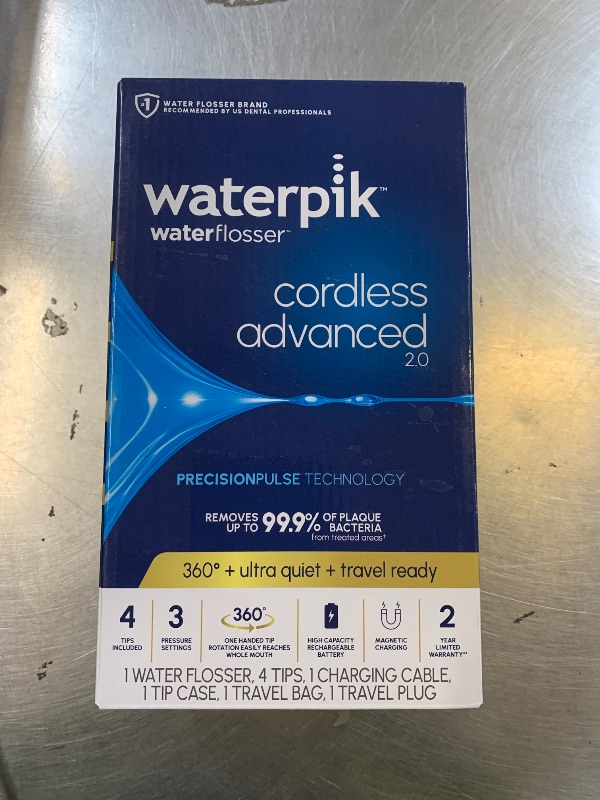 #1 WATER FLOSSER BRAND
RECOMMENDED BY US DENTAL PROFESSIONALS
waterpik™
waterflosser™
cordless
advanced
2.0
PRECISIONPULSE TECHNOLOGY
REMOVES UP TO 99.9% OF PLAQUE BACTERIA
from treated areas†
360° + ultra quiet + travel ready
4
TIPS
INCLUDED
3
PRESSURE
SETTINGS
360°
ONE HANDED TIP
ROTATION EASILY REACHES
WHOLE MOUTH
HIGH CAPACITY
RECHARGEABLE
BATTERY
MAGNETIC
CHARGING
2
YEAR
LIMITED
WARRANTY**
1 WATER FLOSSER, 4 TIPS, 1 CHARGING CABLE,
1 TIP CASE, 1 TRAVEL BAG, 1 TRAVEL PLUG